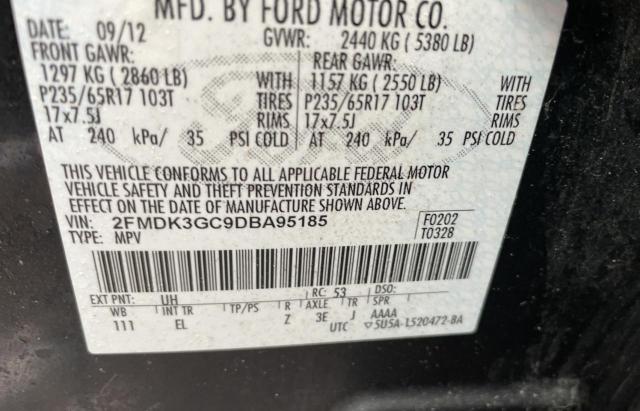 MFD. BY FORD MOTOR CO.
DATE: 09/12 GVWR: 2440 KG ( 5380 LB)
FRONT GAWR: REAR GAWR:
1297 KG ( 2860 LB) WITH 1157 KG ( 2550 LB) WITH
P235/65R17 103T TIRES P235/65R17 103T TIRES
17x7.5J RIMS 17x7.5J RIMS
AT 240 kPa/ 35 PSI COLD AT 240 kPa/ 35 PSI COLD
THIS VEHICLE CONFORMS TO ALL APPLICABLE FEDERAL MOTOR
VEHICLE SAFETY AND THEFT PREVENTION STANDARDS IN
EFFECT ON THE DATE OF MANUFACTURE SHOWN ABOVE.
VIN: 2FMDK3GC9DBA95185 F0202
TYPE: MPV T0328
EXT PNT: UH RC: 53 DSO:
WB INT TR TP/PS R AXLE TR SPR
111 EL Z 3E J AAAA
UTC 5U5A-1520472-BA